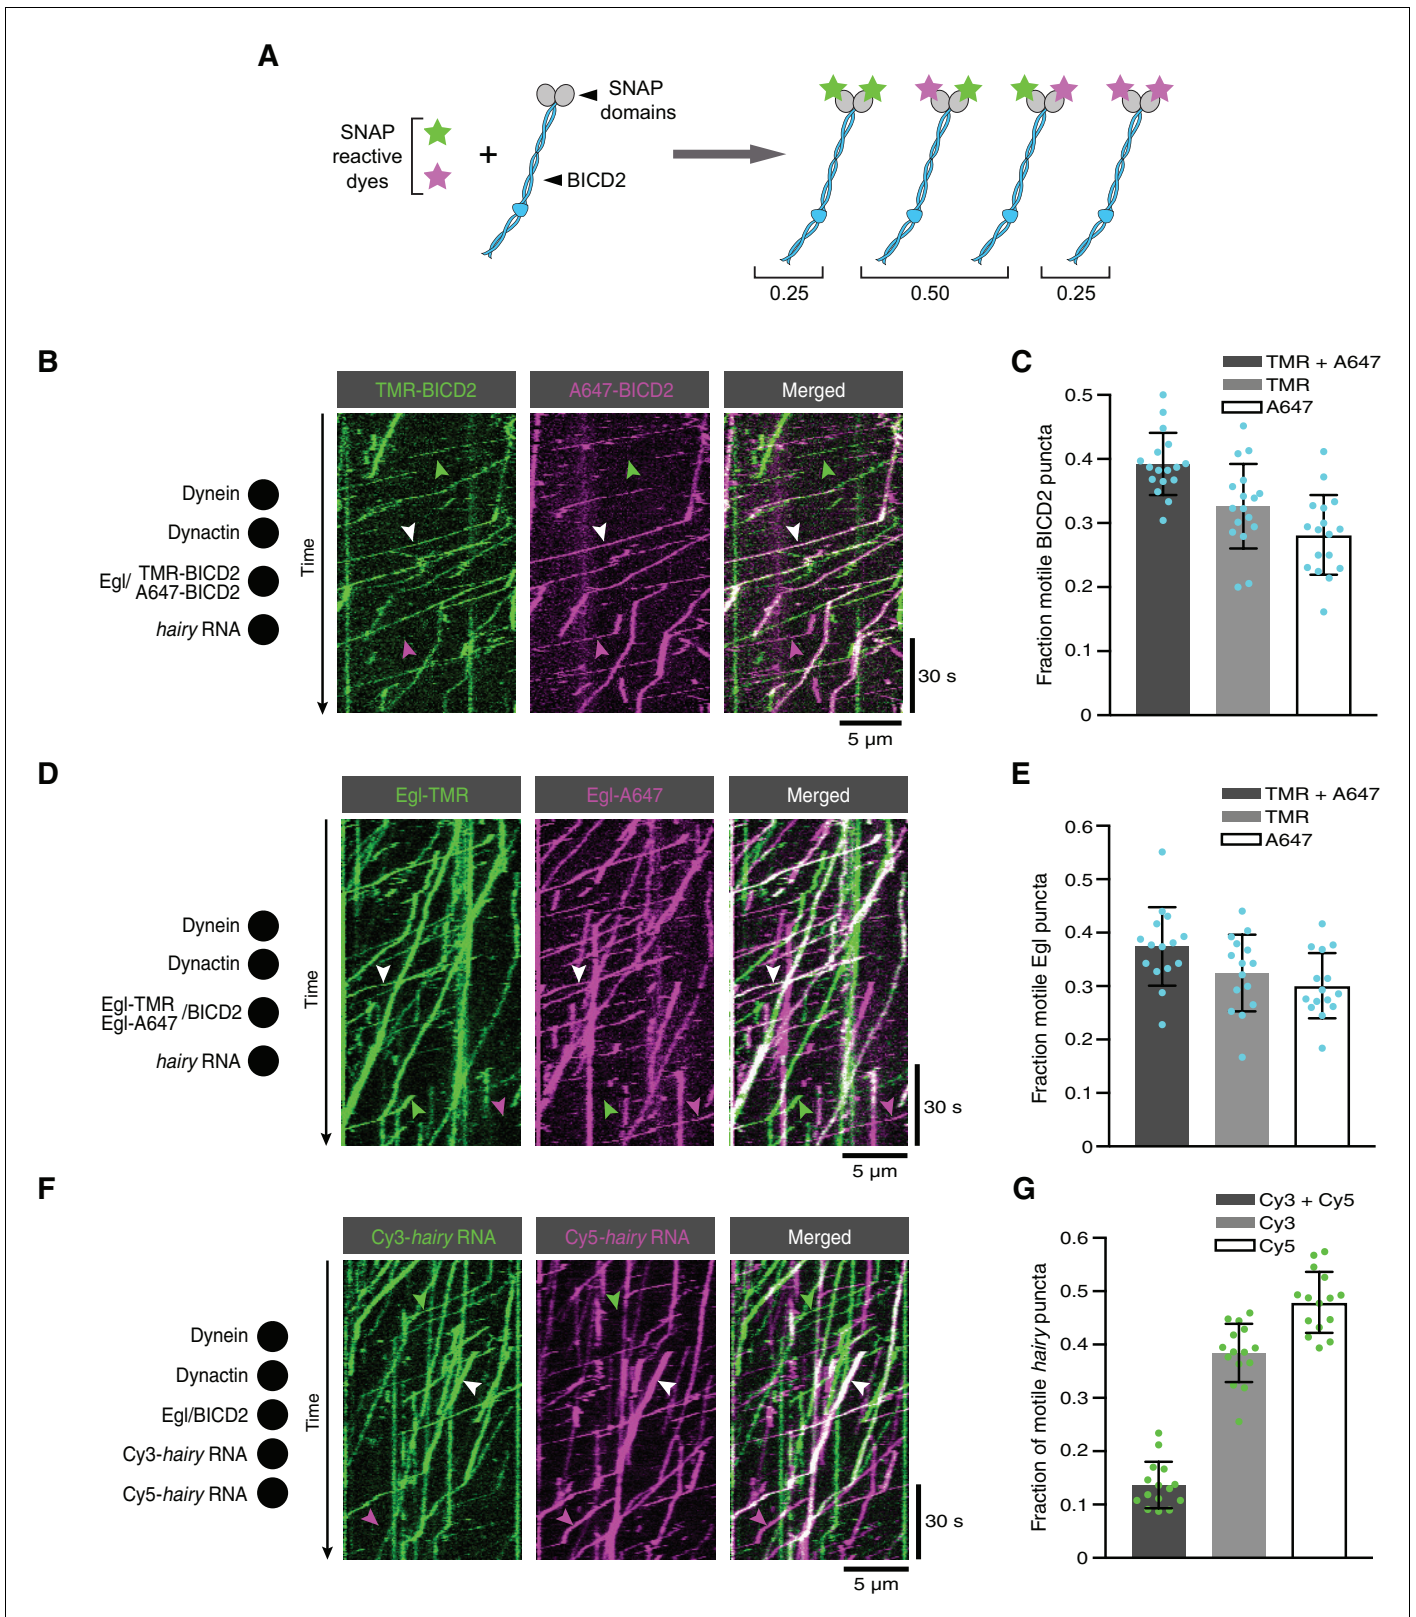 A
SNAP
reactive
dyes
+
SNAP
domains
BICD2
0.25
0.50
0.25
B
TMR-BICD2
A647-BICD2
Merged
Dynein
Dynactin
Egl/ TMR-BICD2
A647-BICD2
hairy RNA
Time
30 s
5 µm
C
TMR + A647
TMR
A647
Fraction motile BICD2 puncta
0.5
0.4
0.3
0.2
0.1
0
D
Egl-TMR
Egl-A647
Merged
Dynein
Dynactin
Egl-TMR
Egl-A647 /BICD2
hairy RNA
Time
30 s
5 µm
E
TMR + A647
TMR
A647
Fraction motile Egl puncta
0.6
0.5
0.4
0.3
0.2
0.1
0
F
Cy3-hairy RNA
Cy5-hairy RNA
Merged
Dynein
Dynactin
Egl/BICD2
Cy3-hairy RNA
Cy5-hairy RNA
Time
30 s
5 µm
G
Cy3 + Cy5
Cy3
Cy5
Fraction of motile hairy puncta
0.6
0.5
0.4
0.3
0.2
0.1
0